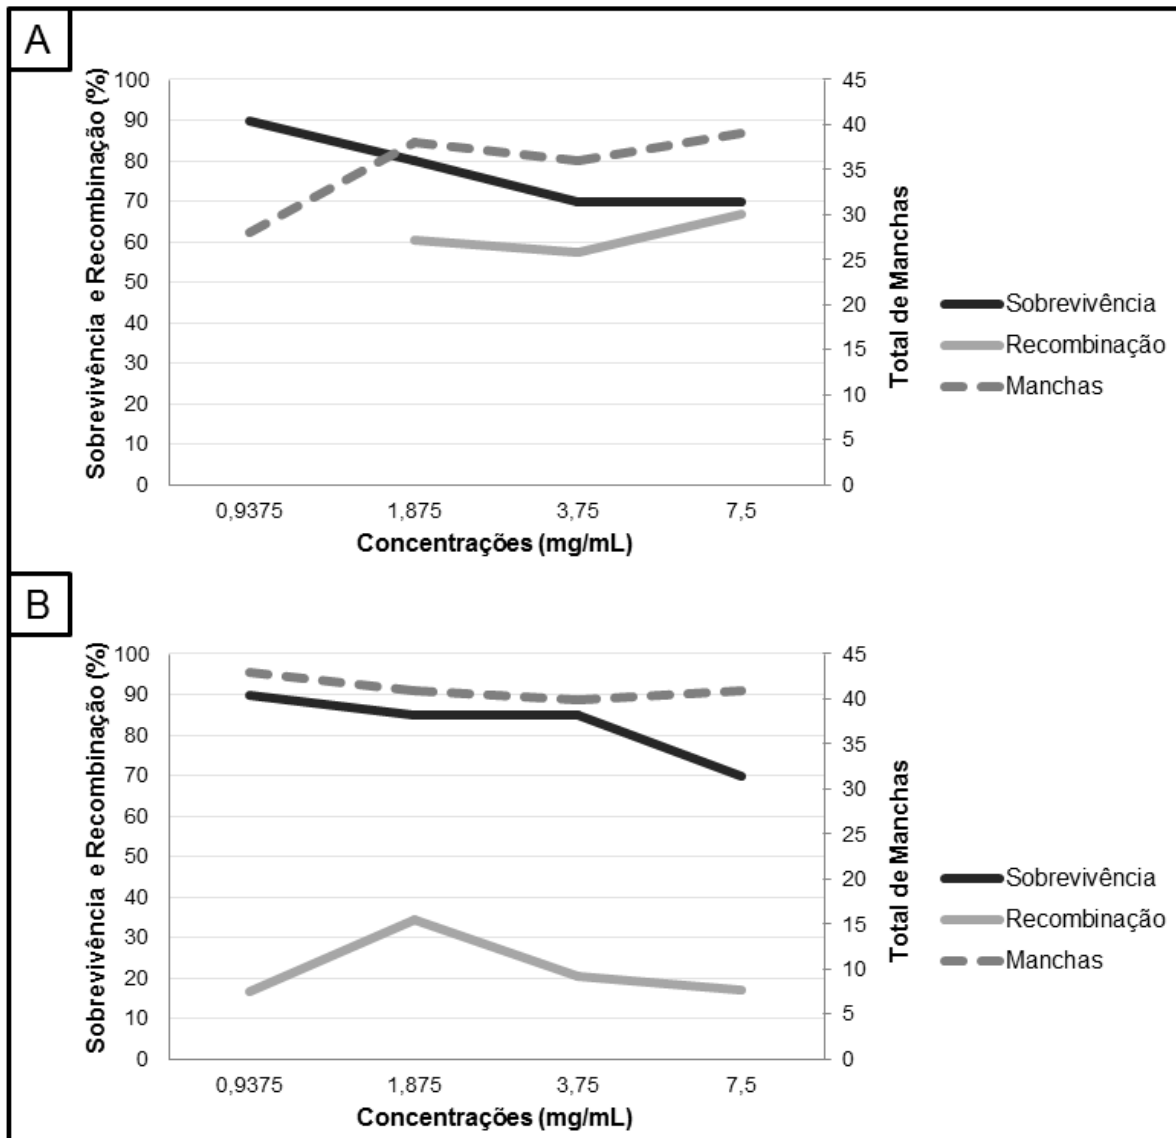 A
Sobrevivência e Recombinação (%)
100
90
80
70
60
50
40
30
20
10
0
45
40
35
30
25
20
15
10
5
0
Total de Manchas
0,9375 1,875 3,75 7,5
Concentrações (mg/mL)
Sobrevivência
Recombinação
Manchas
B
Sobrevivência e Recombinação (%)
100
90
80
70
60
50
40
30
20
10
0
45
40
35
30
25
20
15
10
5
0
Total de Manchas
0,9375 1,875 3,75 7,5
Concentrações (mg/mL)
Sobrevivência
Recombinação
Manchas